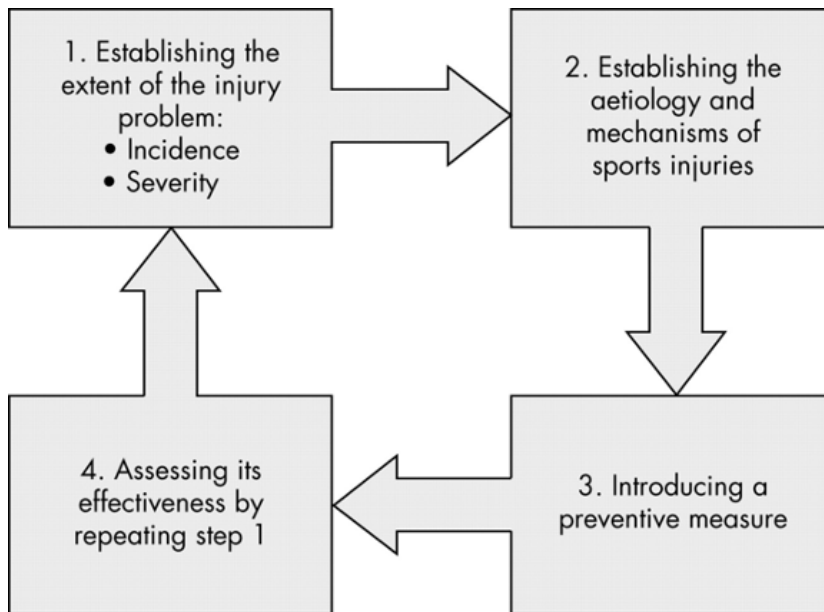 1. Establishing the
extent of the injury
problem:
• Incidence
• Severity
2. Establishing the
aetiology and
mechanisms of
sports injuries
4. Assessing its
effectiveness by
repeating step 1
3. Introducing a
preventive measure